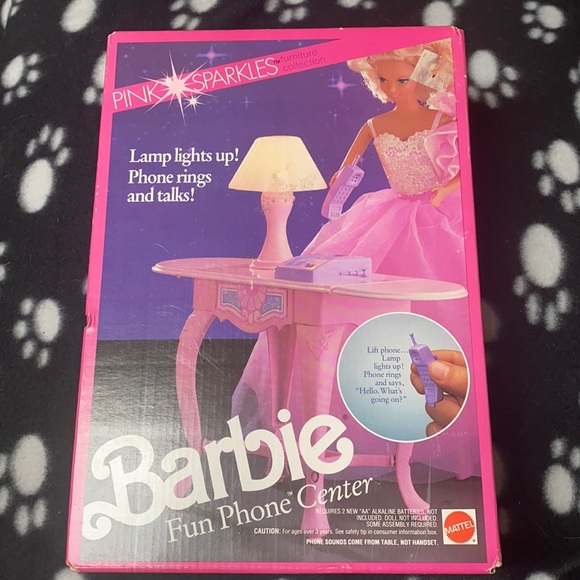 PINK SPARKLES™ furniture
collection
Lamp lights up!
Phone rings
and talks!
Lift phone...
Lamp
lights up!
Phone rings
and says,
"Hello. What's
going on?"
Barbie®
Fun Phone™ Center
REQUIRES 2 NEW "AA" ALKALINE BATTERIES, NOT
INCLUDED. DOLL NOT INCLUDED.
SOME ASSEMBLY REQUIRED.
CAUTION: For ages over 3 years. See safety tip in consumer information box.
PHONE SOUNDS COME FROM TABLE, NOT HANDSET.
MATTEL